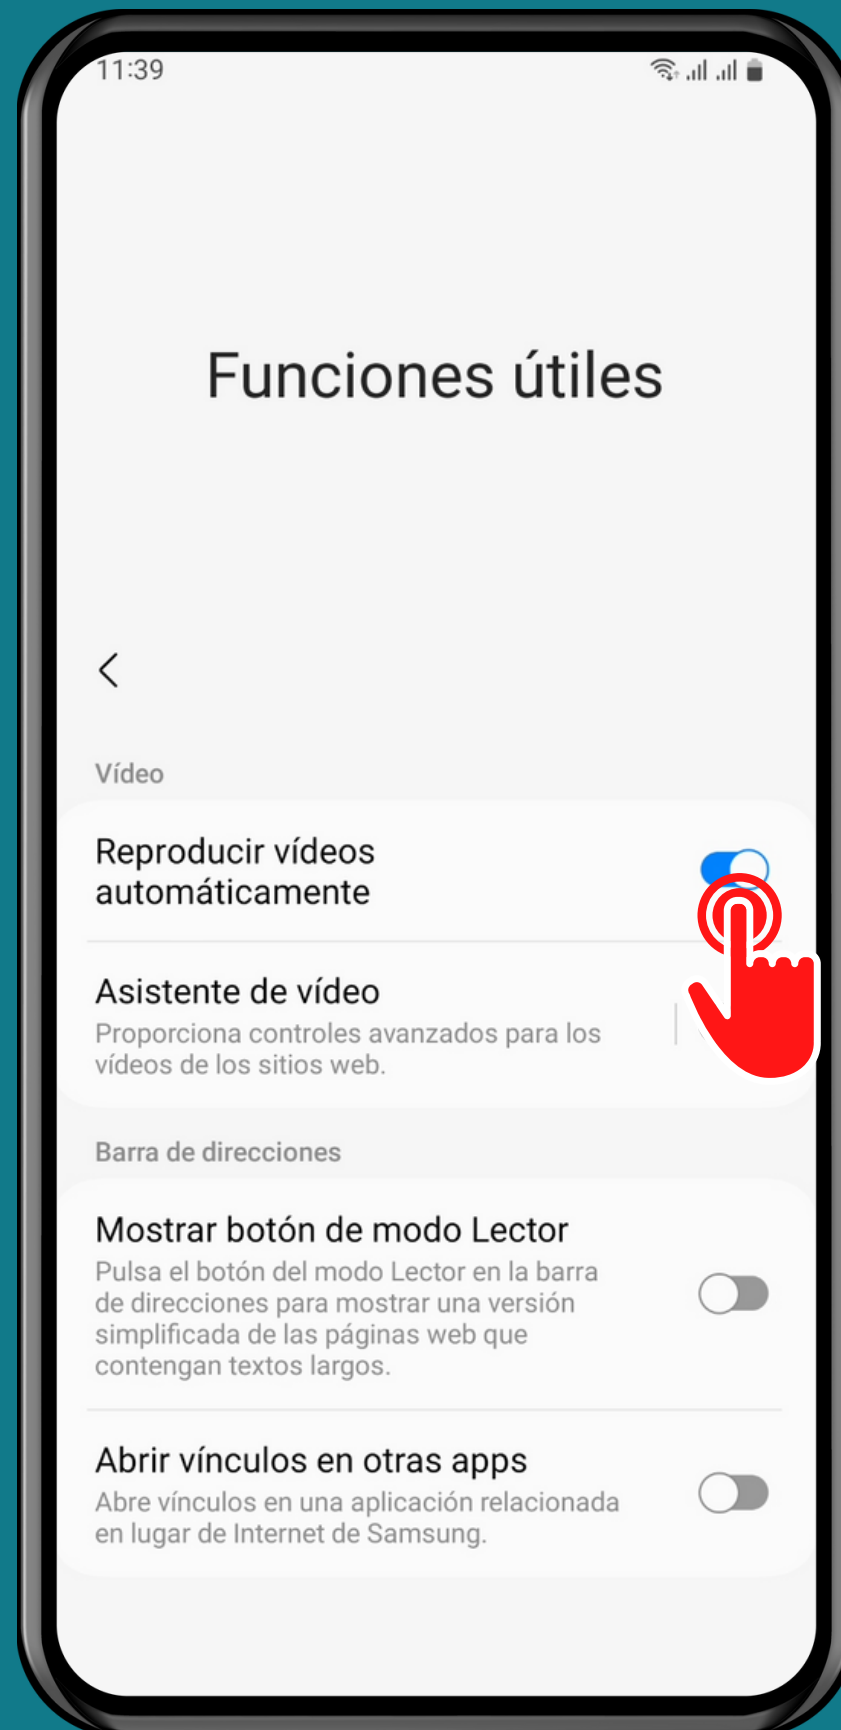 11:39
Funciones útiles
Vídeo
Reproducir vídeos
automáticamente
Asistente de vídeo
Proporciona controles avanzados para los
vídeos de los sitios web.
Barra de direcciones
Mostrar botón de modo Lector
Pulsa el botón del modo Lector en la barra
de direcciones para mostrar una versión
simplificada de las páginas web que
contengan textos largos.
Abrir vínculos en otras apps
Abre vínculos en una aplicación relacionada
en lugar de Internet de Samsung.